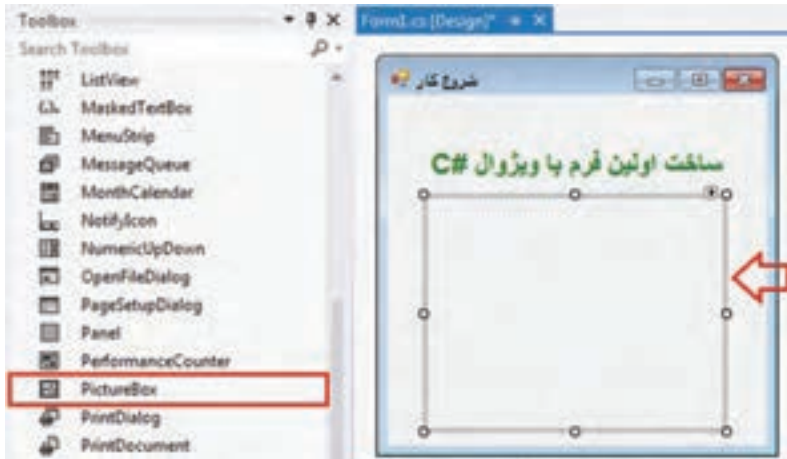 Toolbox
Search Toolbox
ListView
MaskedTextBox
MenuStrip
MessageQueue
MonthCalendar
NotifyIcon
NumericUpDown
OpenFileDialog
PageSetupDialog
Panel
PerformanceCounter
PictureBox
PrintDialog
PrintDocument
Form1.cs [Design]*
شروع کار
ساخت اولین فرم با ویژوال C#